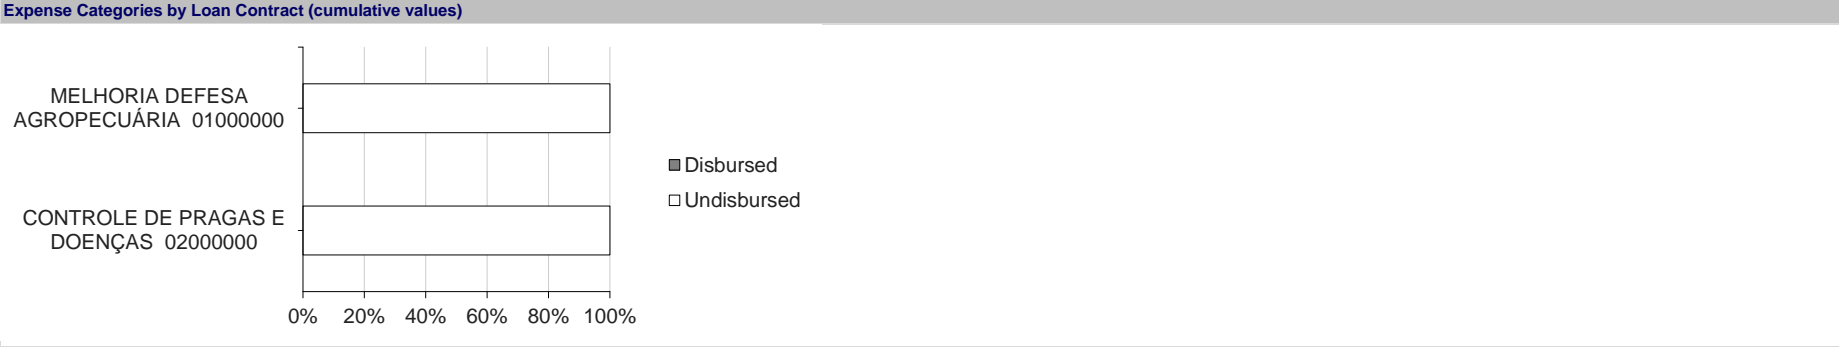 Expense Categories by Loan Contract (cumulative values)
MELHORIA DEFESA
AGROPECUÁRIA 01000000
CONTROLE DE PRAGAS E
DOENÇAS 02000000
0% 20% 40% 60% 80% 100%
Disbursed
Undisbursed